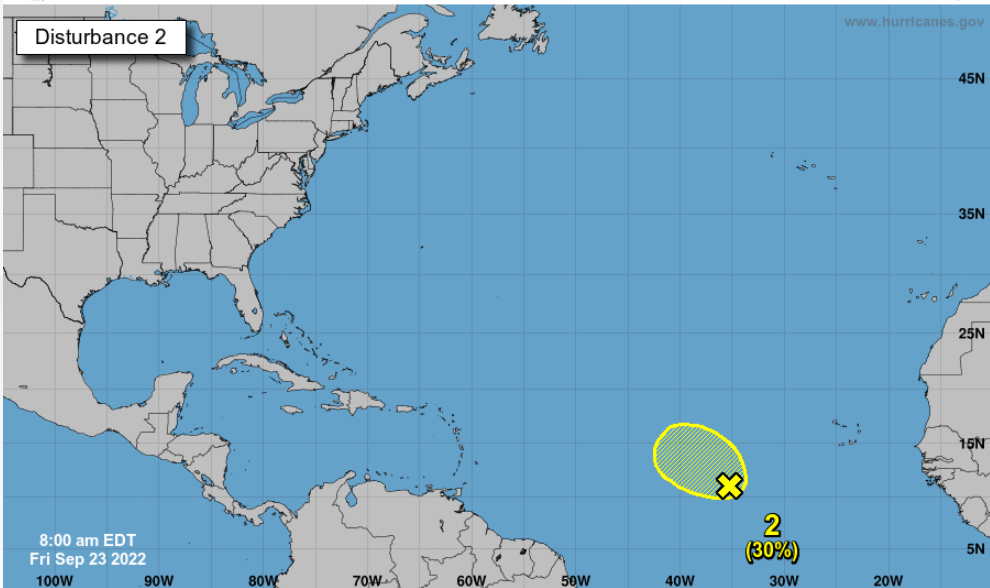 Disturbance 2
www.hurricanes.gov
45N
35N
25N
15N
2
(30%)
8:00 am EDT
Fri Sep 23 2022
5N
100W 90W 80W 70W 60W 50W 40W 30W 20W